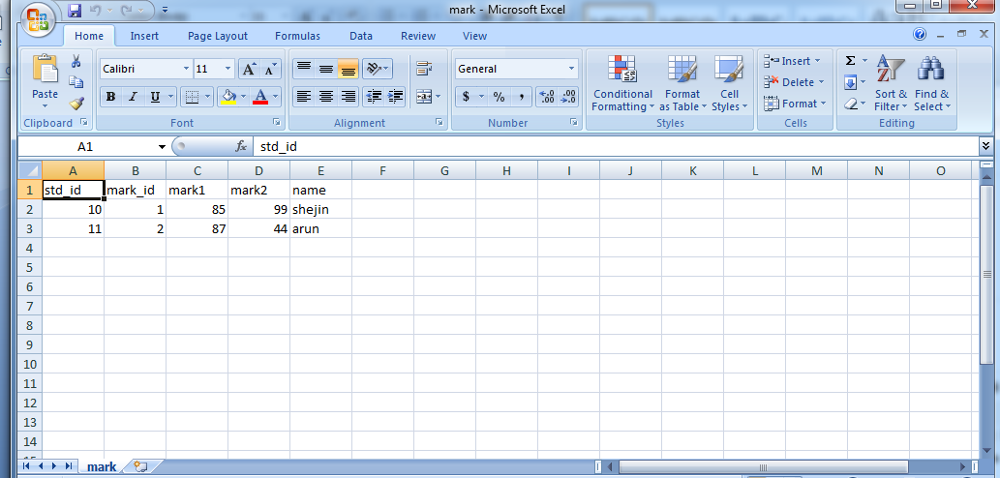 mark - Microsoft Excel
Home Insert Page Layout Formulas Data Review View
Calibri 11 General Insert Σ
Paste B I U A $ % , .00 .0 Conditional Formatting Format as Table Cell Styles Delete Format Sort & Filter Find & Select
Clipboard Font Alignment Number Styles Cells Editing
A1 fx std_id
A B C D E F G H I J K L M N O
1 std_id mark_id mark1 mark2 name
2 10 1 85 99 shejin
3 11 2 87 44 arun
4
5
6
7
8
9
10
11
12
13
14
mark